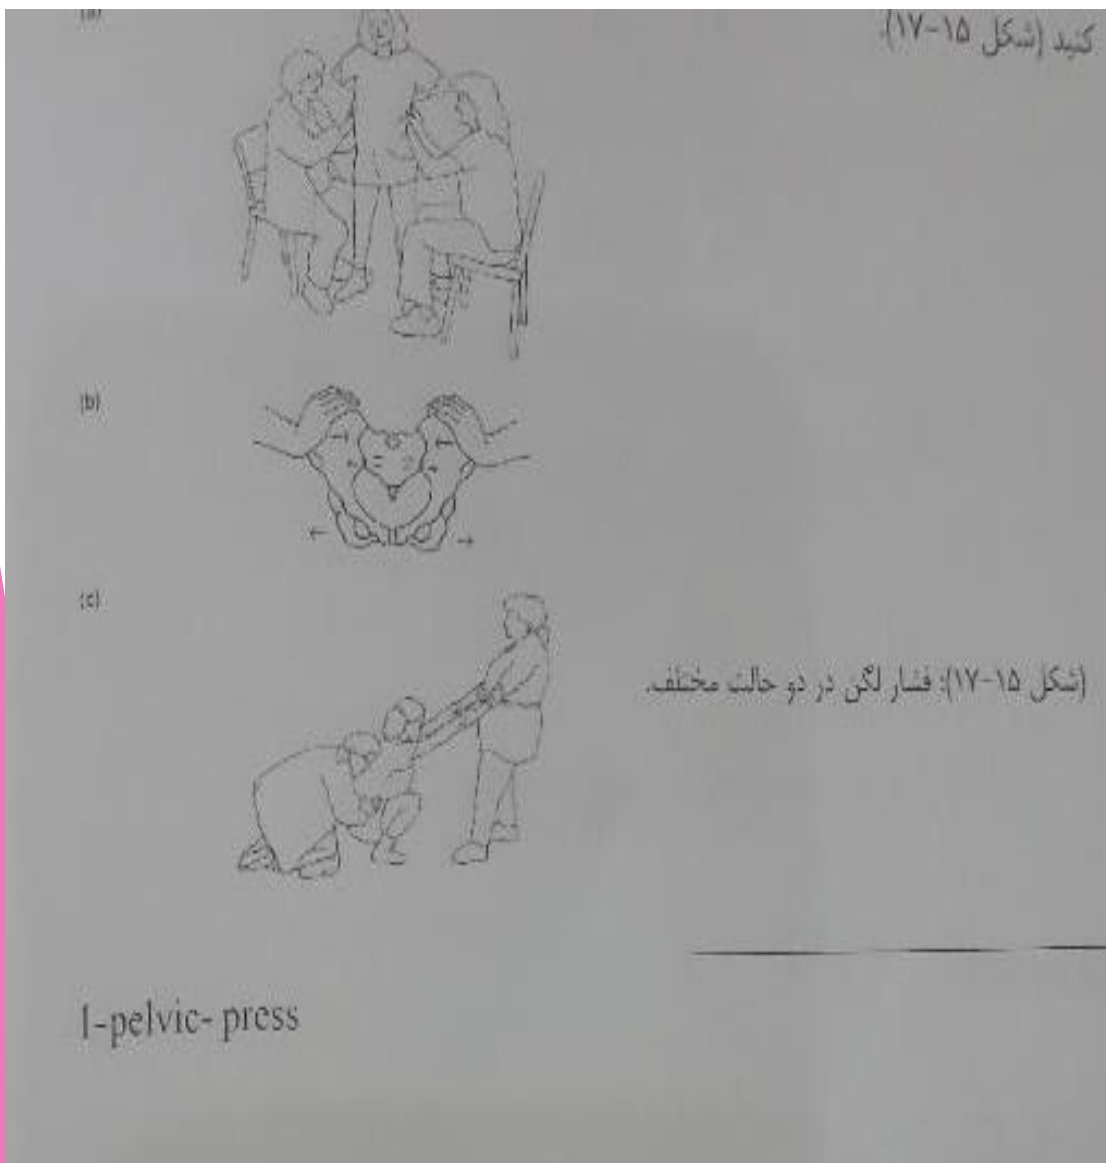 (a)
کنید (شکل ۱۵-۱۷).
(b)
(c)
(شکل ۱۵-۱۷): فشار لگن در دو حالت مختلف.
1-pelvic- press